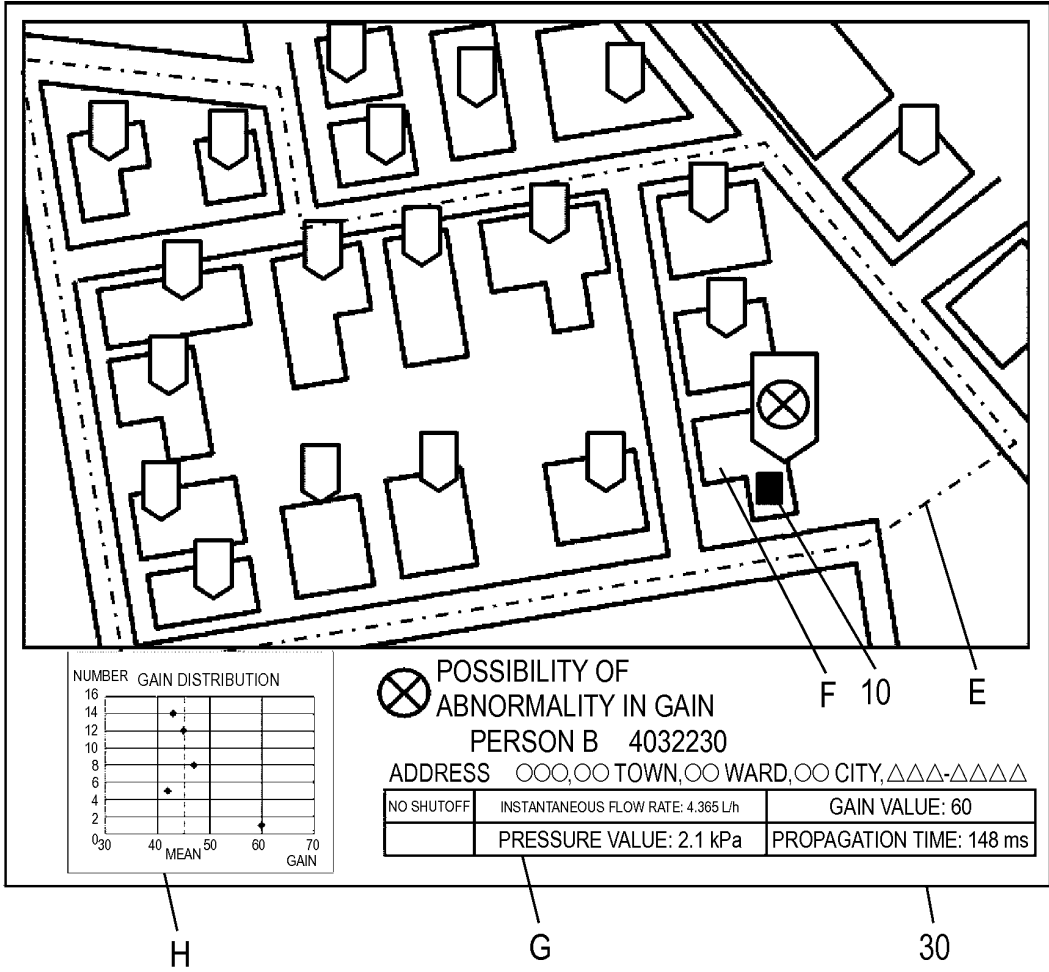 F
10
E
NUMBER
GAIN DISTRIBUTION
16
14
12
10
8
6
4
2
0
30
40
50
60
70
MEAN
GAIN
POSSIBILITY OF
ABNORMALITY IN GAIN
PERSON B 4032230
ADDRESS ○○○,○○ TOWN,○○ WARD,○○ CITY,△△△-△△△△
NO SHUTOFF INSTANTANEOUS FLOW RATE: 4.365 L/h GAIN VALUE: 60
PRESSURE VALUE: 2.1 kPa PROPAGATION TIME: 148 ms
H
G
30